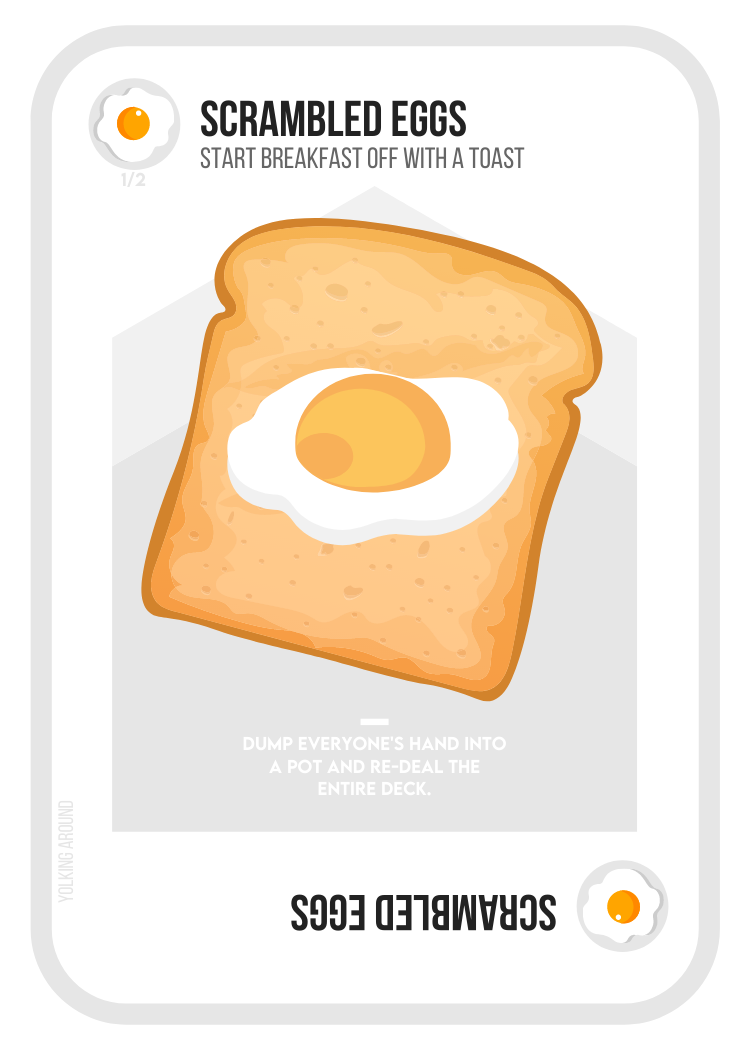 SCRAMBLED EGGS
START BREAKFAST OFF WITH A TOAST
1/2
DUMP EVERYONE'S HAND INTO
A POT AND RE-DEAL THE
ENTIRE DECK.
YOLKING AROUND
SCRAMBLED EGGS